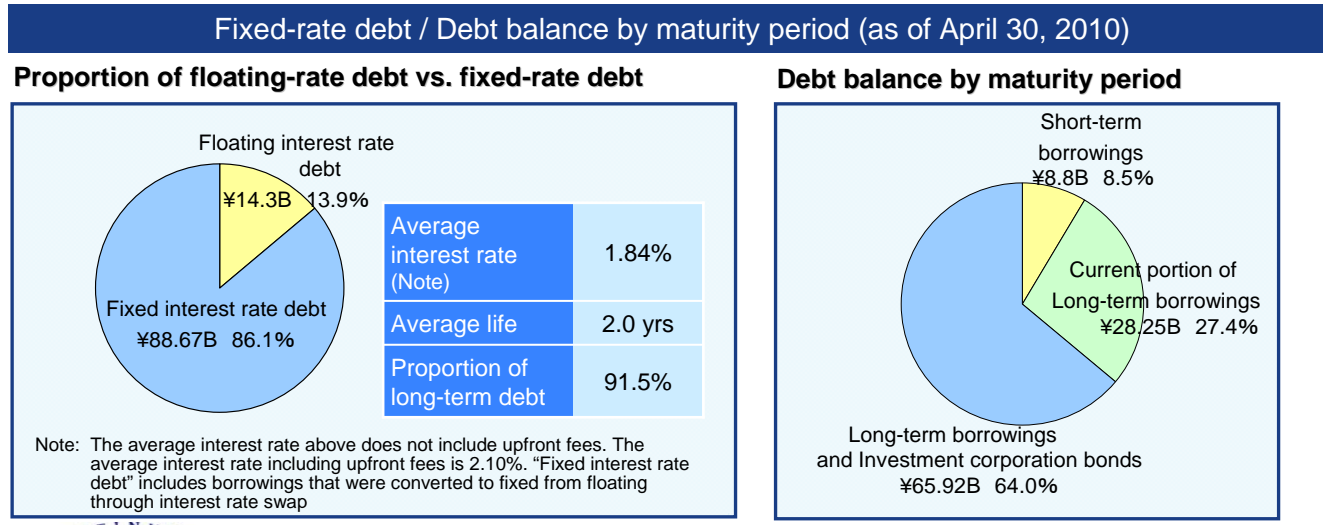 Fixed-rate debt / Debt balance by maturity period (as of April 30, 2010)
Proportion of floating-rate debt vs. fixed-rate debt
Floating interest rate
debt
¥14.3B 13.9%
Fixed interest rate debt
¥88.67B 86.1%
Average
interest rate
(Note)
1.84%
Average life
2.0 yrs
Proportion of
long-term debt
91.5%
Note: The average interest rate above does not include upfront fees. The
average interest rate including upfront fees is 2.10%. “Fixed interest rate
debt” includes borrowings that were converted to fixed from floating
through interest rate swap
Debt balance by maturity period
Short-term
borrowings
¥8.8B 8.5%
Current portion of
Long-term borrowings
¥28.25B 27.4%
Long-term borrowings
and Investment corporation bonds
¥65.92B 64.0%